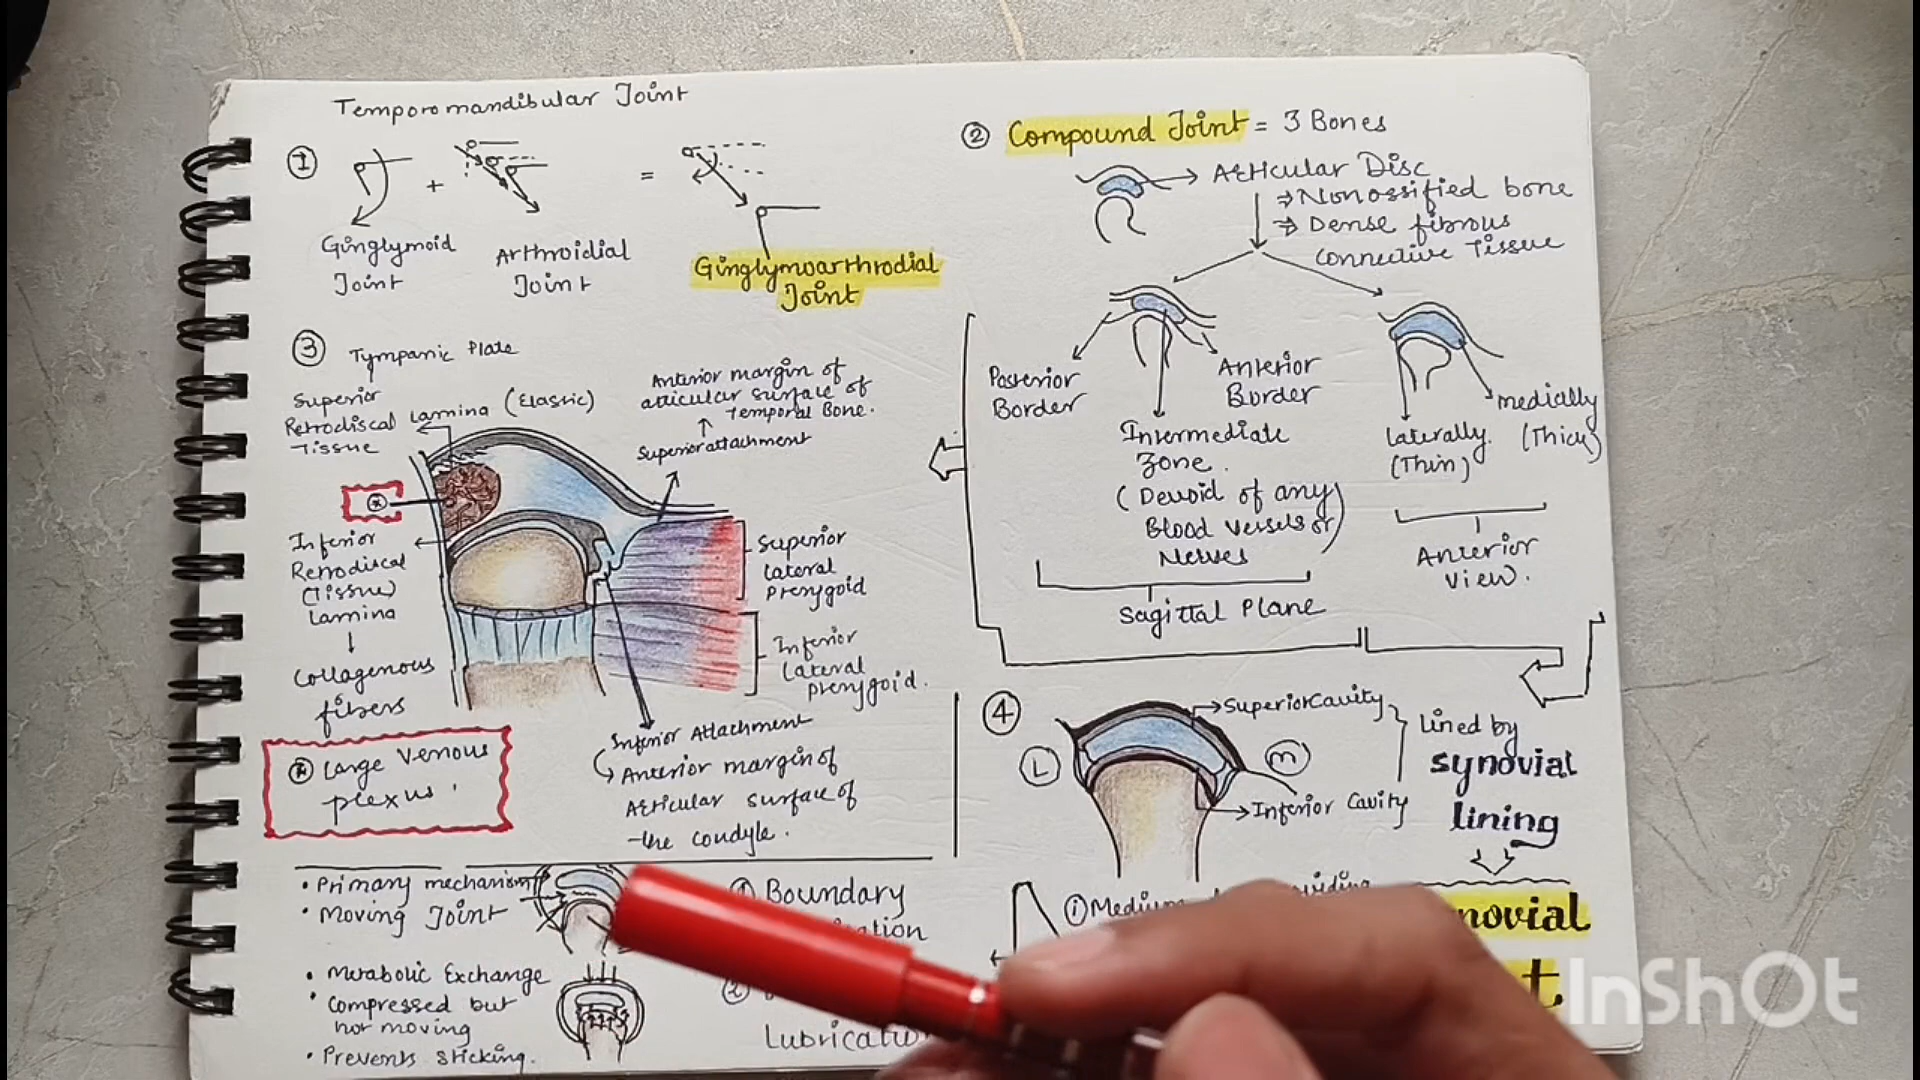 Temporomandibular Joint
①
+
=
Ginglymoid
Joint
Arthroidial
Joint
Ginglymoarthrodial
Joint
② Compound Joint = 3 Bones
Articular Disc
⇒ Nonossified bone
⇒ Dense fibrous
Connective Tissue
Posterior
Border
Intermediate
Zone.
(Devoid of any
Blood vessels or
Nerves)
Anterior
Border
Sagittal Plane
laterally.
(Thin)
medially
(Thick)
Anterior
View.
③ Tympanic Plate
Superior
Retrodiscal Lamina (Elastic)
Tissue
Anterior margin of
articular surface of
Temporal Bone.
Superior attachment
Inferior
Retrodiscal
(Tissue)
lamina
Collagenous
fibers
Superior
lateral
pterygoid
Inferior
lateral
pterygoid.
Large Venous
plexus.
Inferior Attachment
Anterior margin of
Articular surface of
the condyle.
④
L
m
Superior Cavity
Inferior Cavity
Lined by
synovial
lining
• Primary mechanism
• Moving Joint
① Boundary
• Metabolic Exchange
• Compressed but
not moving
• Prevents sticking.
②
① Medium
InShOt